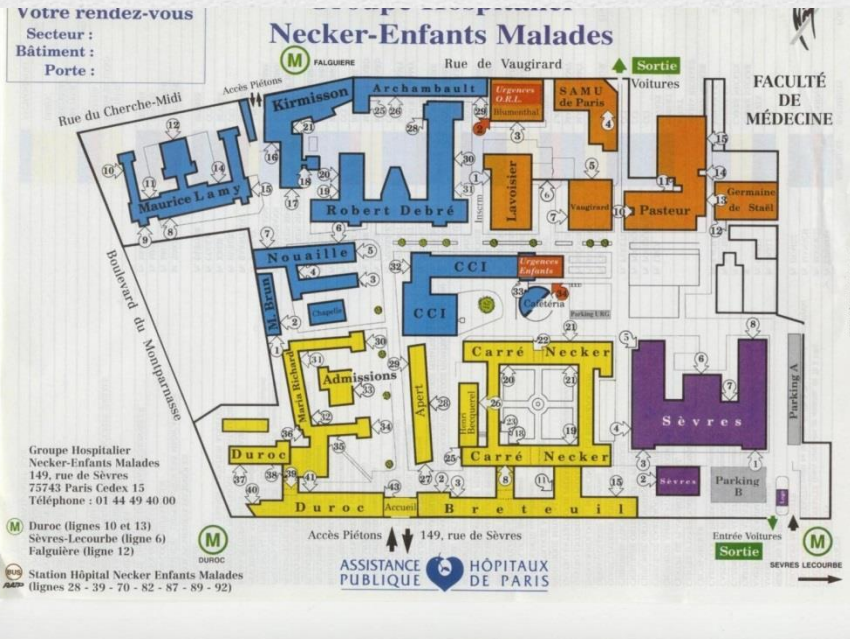 Votre rendez-vous
Secteur :
Bâtiment :
Porte :
Groupe Hospitalier
Necker-Enfants Malades
M FALGUIERE
Rue de Vaugirard
Sortie
Voitures
FACULTÉ
DE
MÉDECINE
Rue du Cherche-Midi
Accès Piétons
Kirmisson
Archambault
Urgences
O.R.L.
Blumenthal
SAMU
de Paris
Maurice Lamy
Robert Debré
Inserm
Lavoisier
Vaugirard
Pasteur
Germaine
de Staël
Nouaille
M. Brun
Chapelle
CCI
Urgences
Enfants
CCI
Cafétéria
Parking URG
Boulevard du Montparnasse
Maria Richard
Admissions
Apert
Henri
Becquerel
Carré Necker
Carré Necker
Sèvres
Sèvres
Parking A
Parking
B
Loge
Duroc
Duroc
Accueil
Breteuil
Groupe Hospitalier
Necker-Enfants Malades
149, rue de Sèvres
75743 Paris Cedex 15
Téléphone : 01 44 49 40 00
M Duroc (lignes 10 et 13)
Sèvres-Lecourbe (ligne 6)
Falguière (ligne 12)
BUS Station Hôpital Necker Enfants Malades
(lignes 28 - 39 - 70 - 82 - 87 - 89 - 92)
M
DUROC
Accès Piétons
149, rue de Sèvres
Entrée Voitures
Sortie
M
SEVRES LECOURBE
ASSISTANCE HÔPITAUX
PUBLIQUE DE PARIS